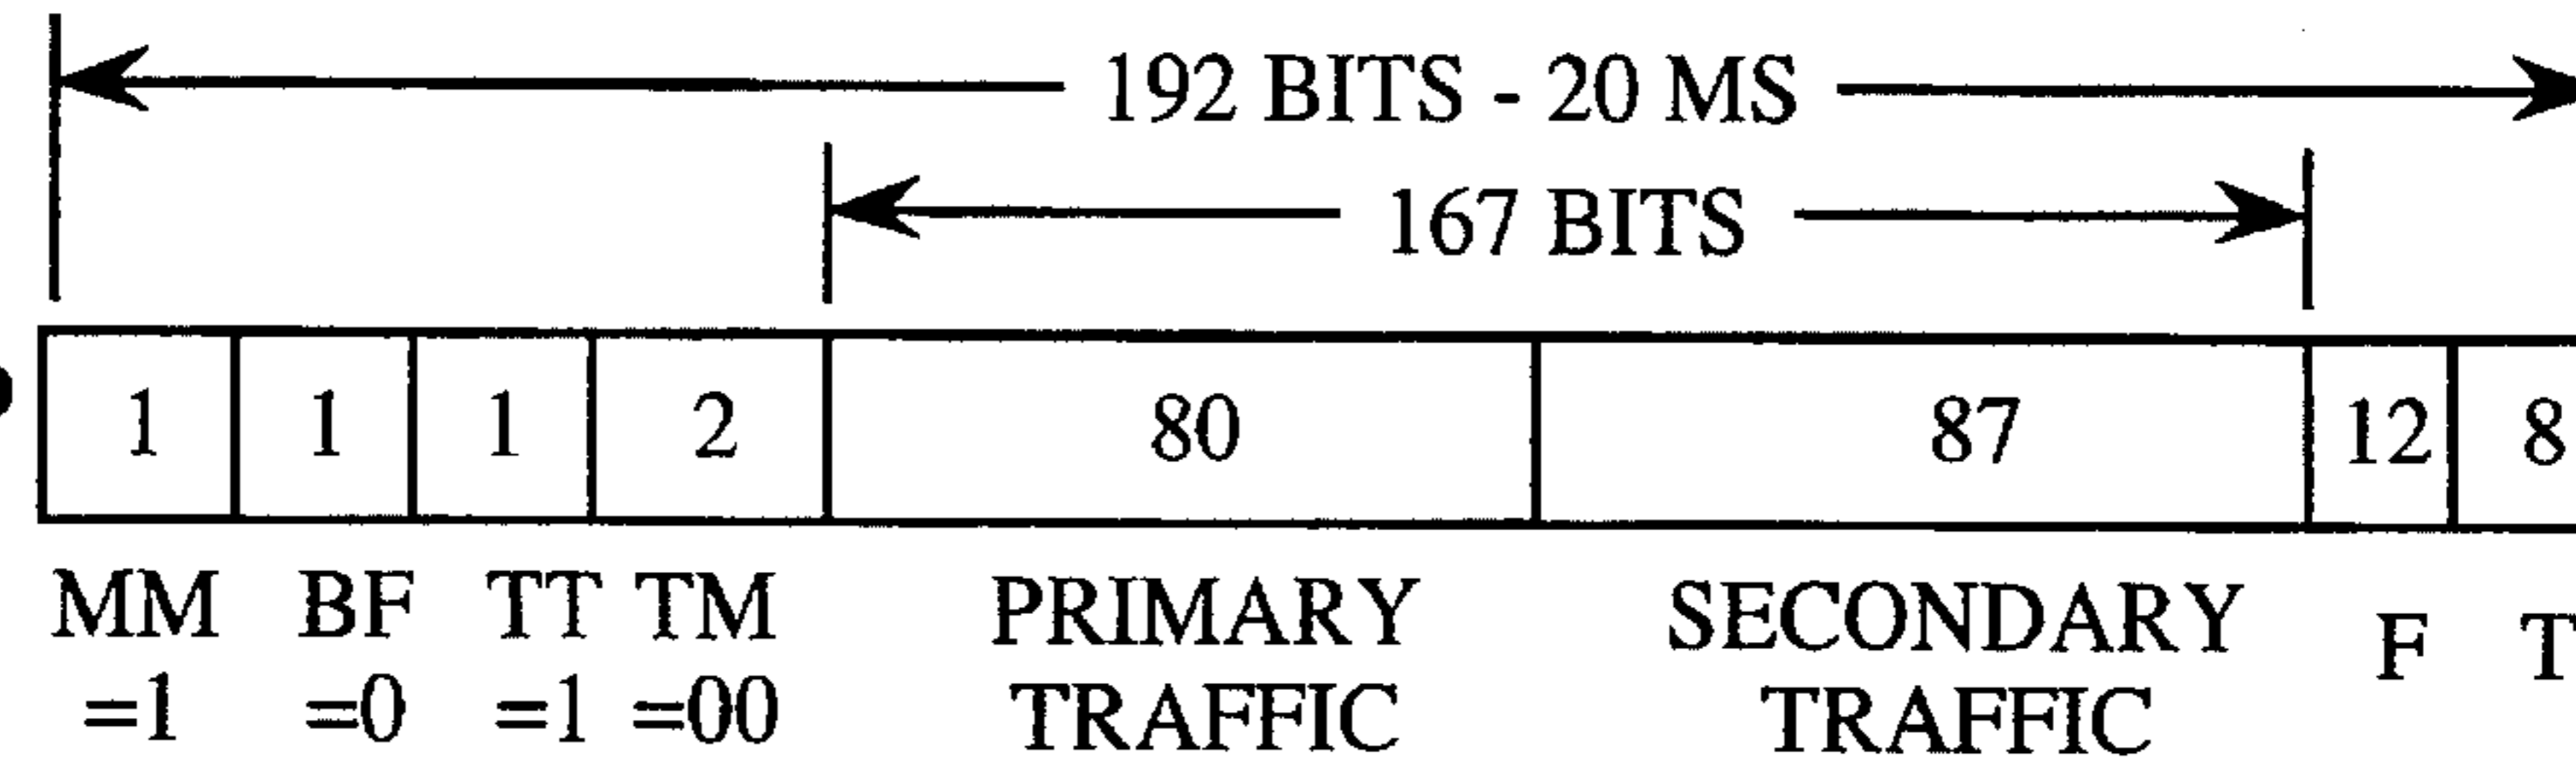 192 BITS - 20 MS
167 BITS
1 1 1 2 80 87 12 8
MM BF TT TM PRIMARY SECONDARY F T
=1 =0 =1 =00 TRAFFIC TRAFFIC